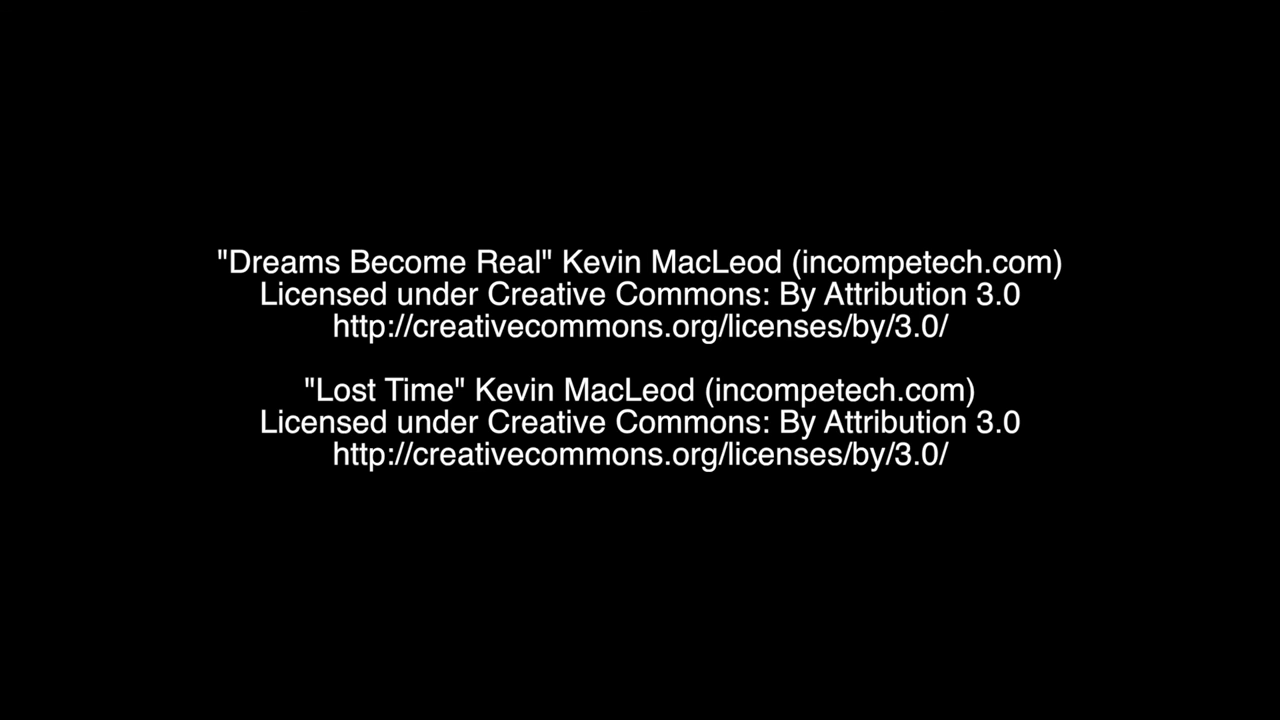 "Dreams Become Real" Kevin MacLeod (incompetech.com)
Licensed under Creative Commons: By Attribution 3.0
http://creativecommons.org/licenses/by/3.0/
"Lost Time" Kevin MacLeod (incompetech.com)
Licensed under Creative Commons: By Attribution 3.0
http://creativecommons.org/licenses/by/3.0/